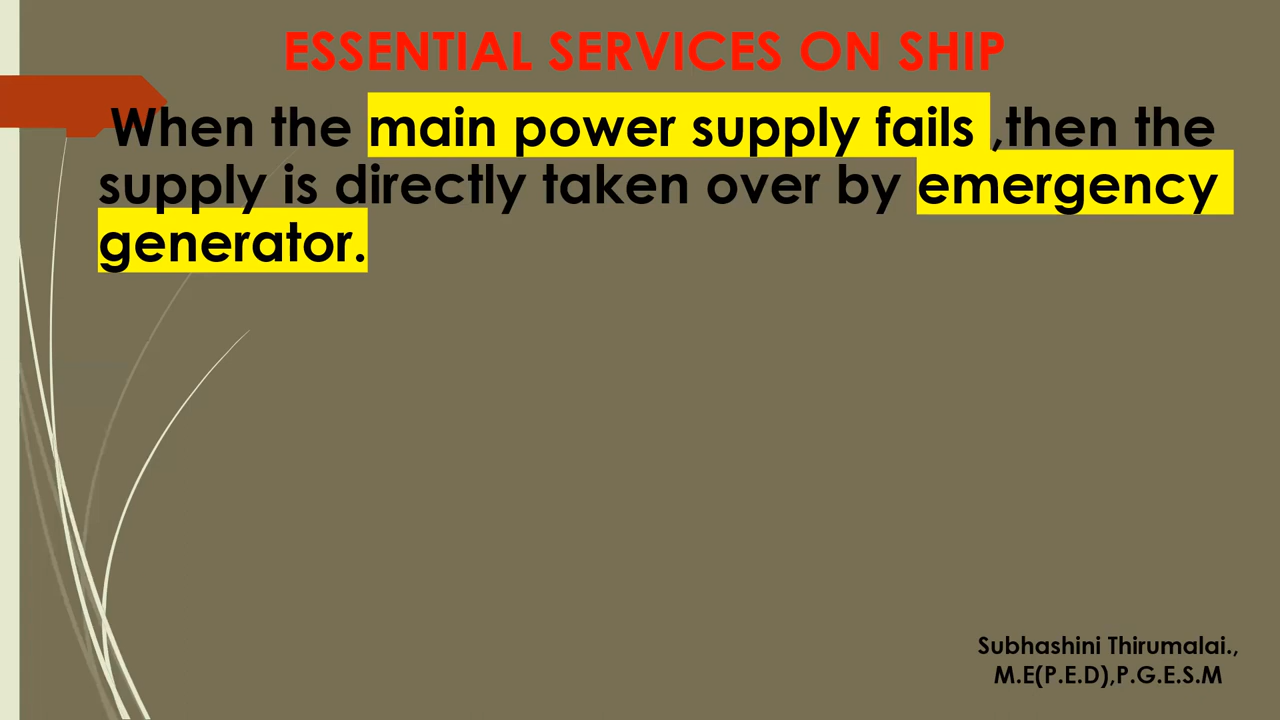 ESSENTIAL SERVICES ON SHIP
When the main power supply fails ,then the
supply is directly taken over by emergency
generator.
Subhashini Thirumalai.,
M.E(P.E.D),P.G.E.S.M